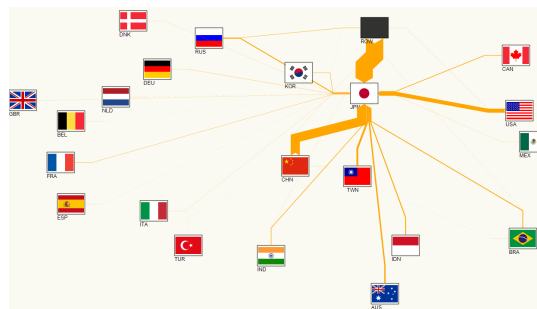 DNK
RUS
ROW
CAN
DEU
KOR
JPN
GBR
NLD
USA
BEL
MEX
FRA
CHN
TWN
ESP
ITA
TUR
IND
IDN
BRA
AUS